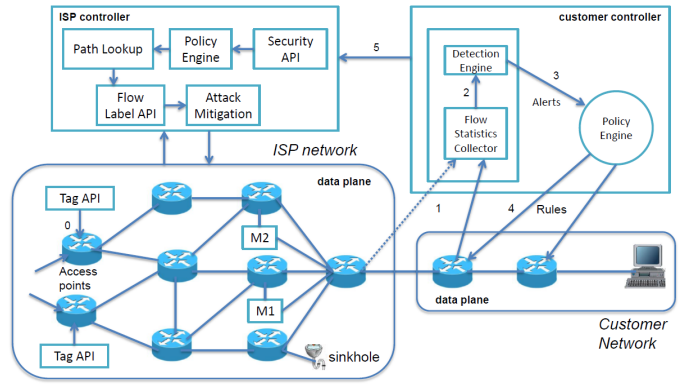 ISP controller
customer controller
Path Lookup
Policy
Engine
Security
API
5
Detection
Engine
3
2
Alerts
Flow
Label API
Attack
Mitigation
Flow
Statistics
Collector
Policy
Engine
ISP network
data plane
Tag API
0
1
4
Rules
M2
Access
points
M1
data plane
Tag API
sinkhole
Customer
Network